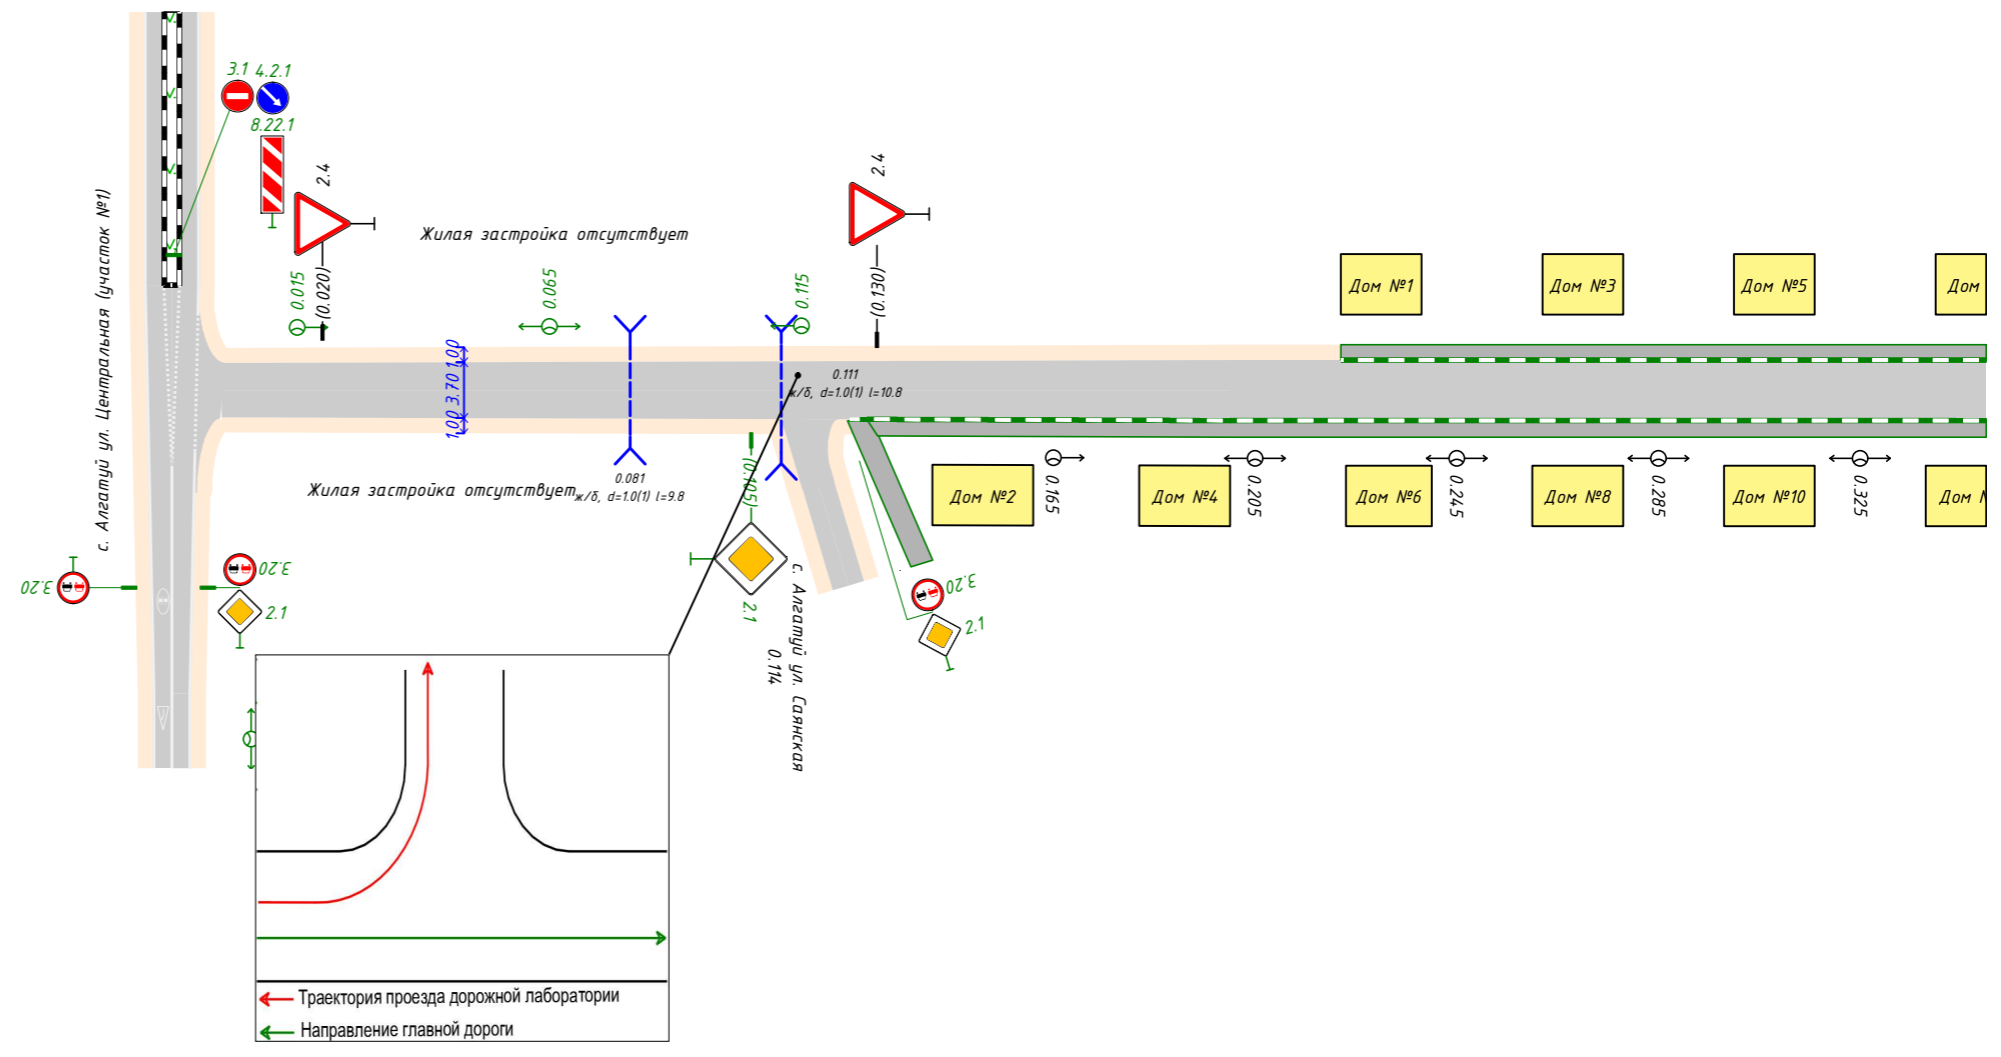 3.1
4.2.1
8.22.1
2.4
2.4
с. Алгатуй ул. Центральная (участок №1)
Жилая застройка отсутствует
0.015
(0.020)
0.065
0.115
(0.130)
Дом №1
Дом №3
Дом №5
Дом
1.00
3.70
1.00
0.111
ж/б, d=1.0(1) l=10.8
Жилая застройка отсутствует
0.081
ж/б, d=1.0(1) l=9.8
(0.105)
Дом №2
0.165
Дом №4
0.205
Дом №6
0.245
Дом №8
0.285
Дом №10
0.325
Дом
3.20
3.20
2.1
2.1
с. Алгатуй ул. Саянская
0.114
3.20
2.1
Траектория проезда дорожной лаборатории
Направление главной дороги